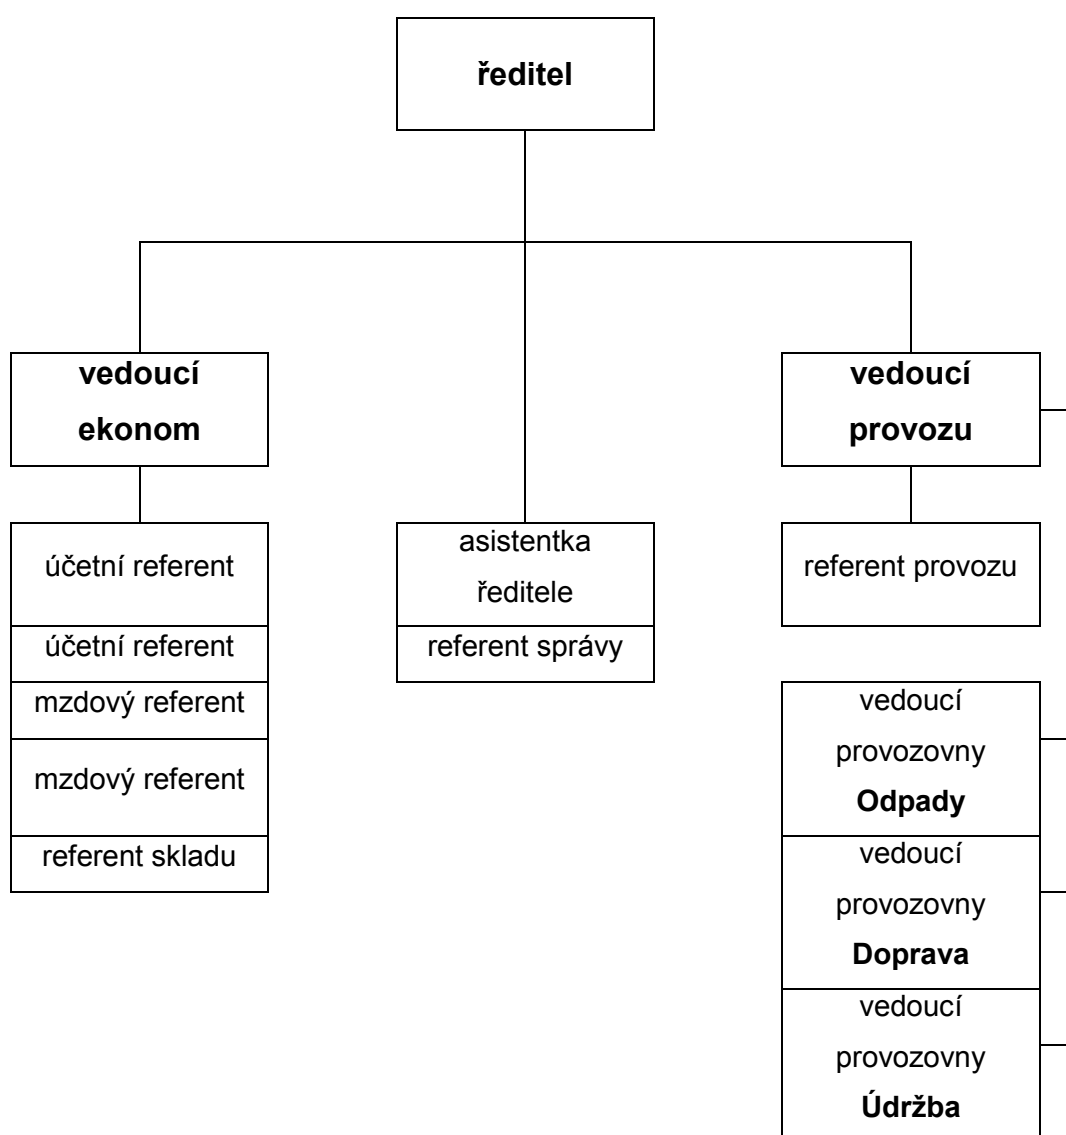 ředitel
vedoucí
ekonom
vedoucí
provozu
účetní referent
účetní referent
mzdový referent
mzdový referent
referent skladu
asistentka
ředitele
referent správy
referent provozu
vedoucí
provozovny
Odpady
vedoucí
provozovny
Doprava
vedoucí
provozovny
Údržba